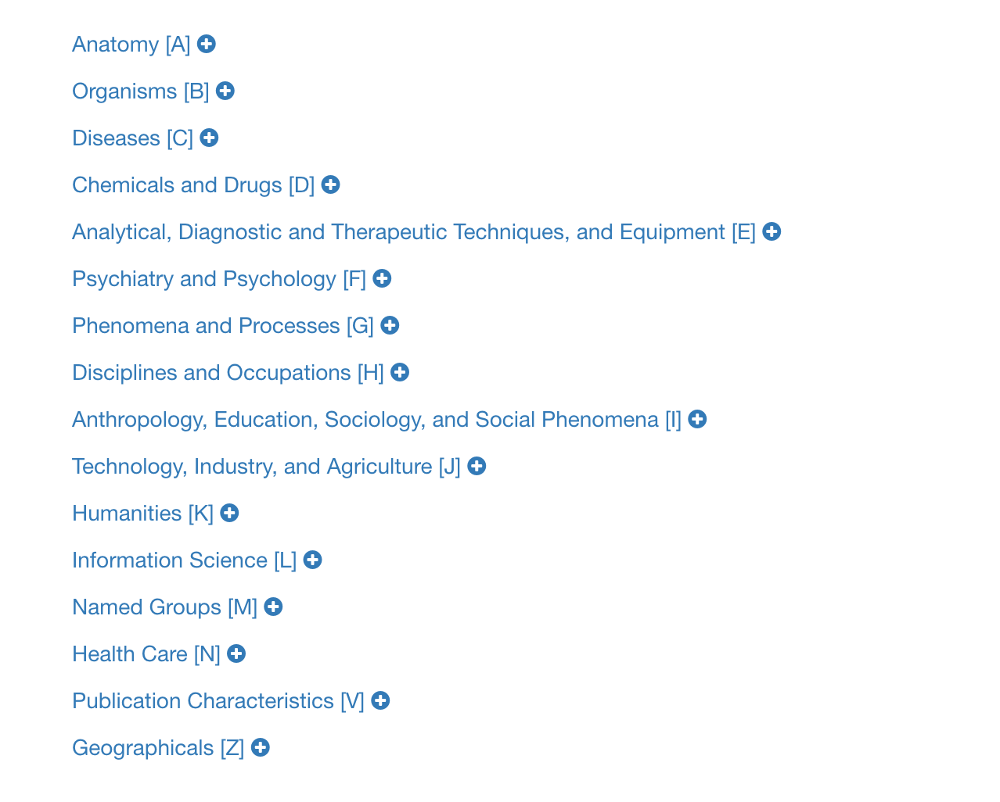 Anatomy [A]
Organisms [B]
Diseases [C]
Chemicals and Drugs [D]
Analytical, Diagnostic and Therapeutic Techniques, and Equipment [E]
Psychiatry and Psychology [F]
Phenomena and Processes [G]
Disciplines and Occupations [H]
Anthropology, Education, Sociology, and Social Phenomena [I]
Technology, Industry, and Agriculture [J]
Humanities [K]
Information Science [L]
Named Groups [M]
Health Care [N]
Publication Characteristics [V]
Geographicals [Z]